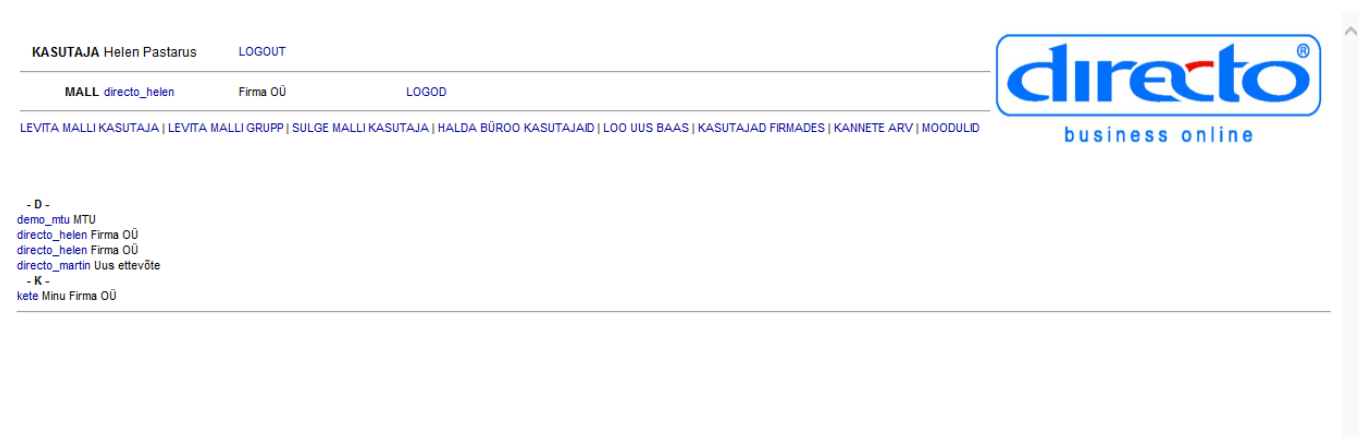 KASUTAJA Helen Pastarus LOGOUT
MALL directo_helen Firma OÜ LOGOD
directo®
business online
LEVITA MALLI KASUTAJA | LEVITA MALLI GRUPP | SULGE MALLI KASUTAJA | HALDA BÜROO KASUTAJAID | LOO UUS BAAS | KASUTAJAD FIRMADES | KANNETE ARV | MOODULID
- D -
demo_mtu MTU
directo_helen Firma OÜ
directo_helen Firma OÜ
directo_martin Uus ettevõte
- K -
kete Minu Firma OÜ